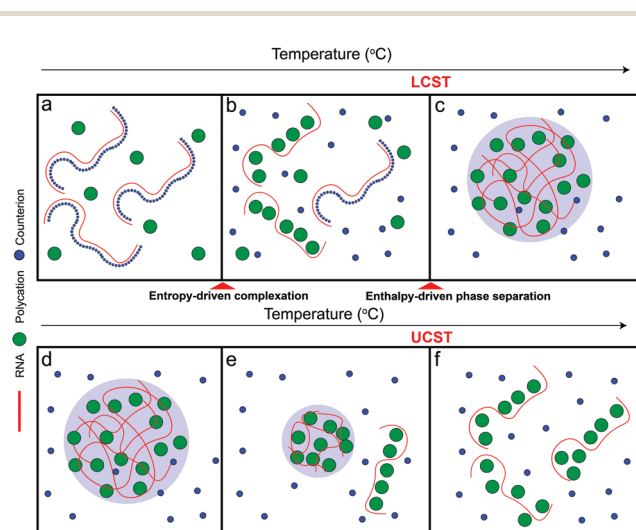 Temperature (°C)
LCST
a
b
c
Entropy-driven complexation
Enthalpy-driven phase separation
RNA Polycation Counterion
Temperature (°C)
UCST
d
e
f